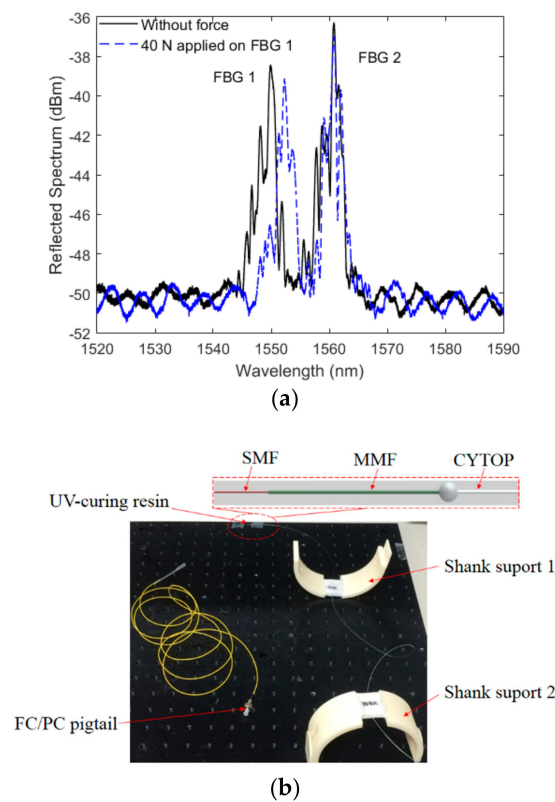 -36
-38
-40
-42
-44
-46
-48
-50
-52
Reflected Spectrum (dBm)
Without force
40 N applied on FBG 1
FBG 1
FBG 2
1520 1530 1540 1550 1560 1570 1580 1590
Wavelength (nm)
(a)
SMF MMF CYTOP
UV-curing resin
Shank suport 1
Shank suport 2
FC/PC pigtail
(b)